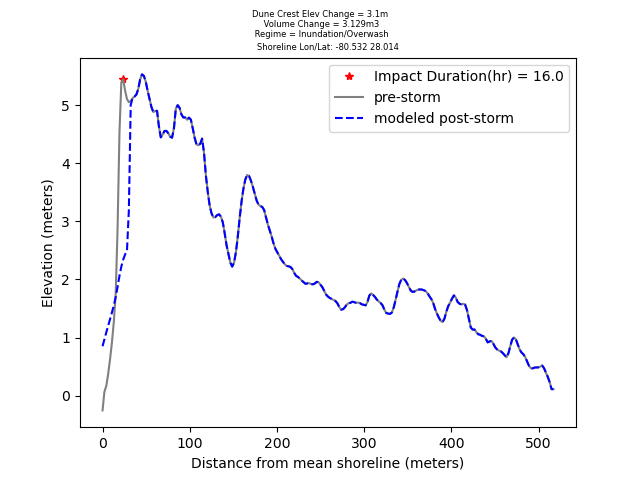 Dune Crest Elev Change = 3.1m
Volume Change = 3.129m3
Regime = Inundation/Overwash
Shoreline Lon/Lat: -80.532 28.014
Impact Duration(hr) = 16.0
pre-storm
modeled post-storm
Elevation (meters)
5
4
3
2
1
0
0 100 200 300 400 500
Distance from mean shoreline (meters)